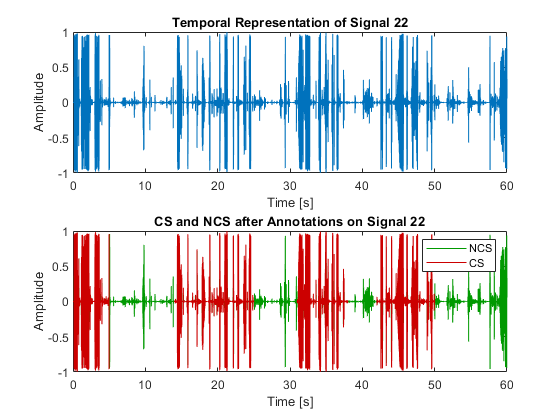 Temporal Representation of Signal 22
1
0.5
0
-0.5
-1
Amplitude
0 10 20 30 40 50 60
Time [s]
CS and NCS after Annotations on Signal 22
1
0.5
0
-0.5
-1
Amplitude
NCS
CS
0 10 20 30 40 50 60
Time [s]